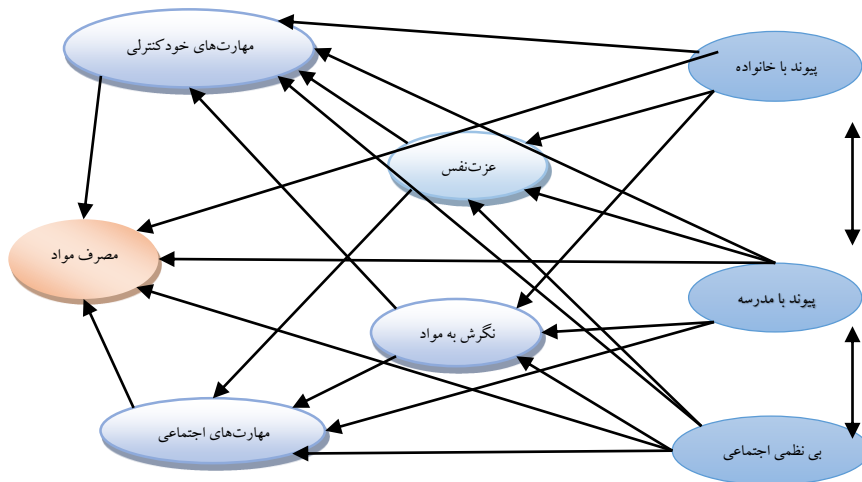 مهارت‌های خودکنترلی
پیوند با خانواده
عزت‌نفس
مصرف مواد
پیوند با مدرسه
نگرش به مواد
مهارت‌های اجتماعی
بی نظمی اجتماعی